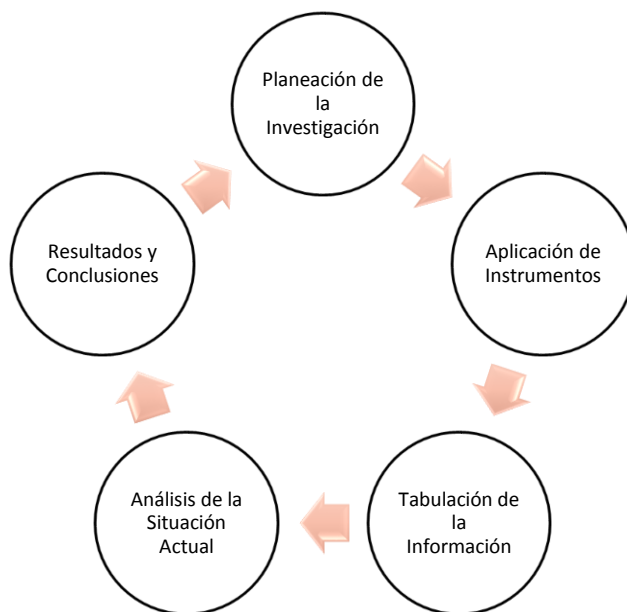 Planeación de
la
Investigación
Aplicación de
Instrumentos
Tabulación de
la
Información
Análisis de la
Situación
Actual
Resultados y
Conclusiones